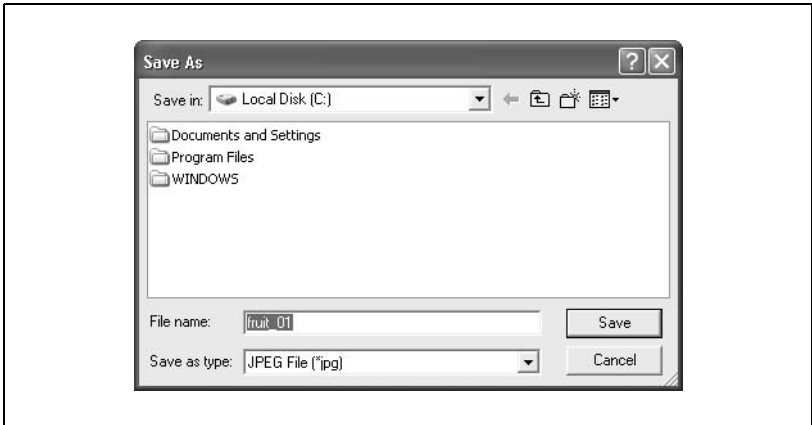 Save As
Save in: Local Disk (C:)
Documents and Settings
Program Files
WINDOWS
File name: fruit_01 Save
Save as type: JPEG File (*jpg) Cancel